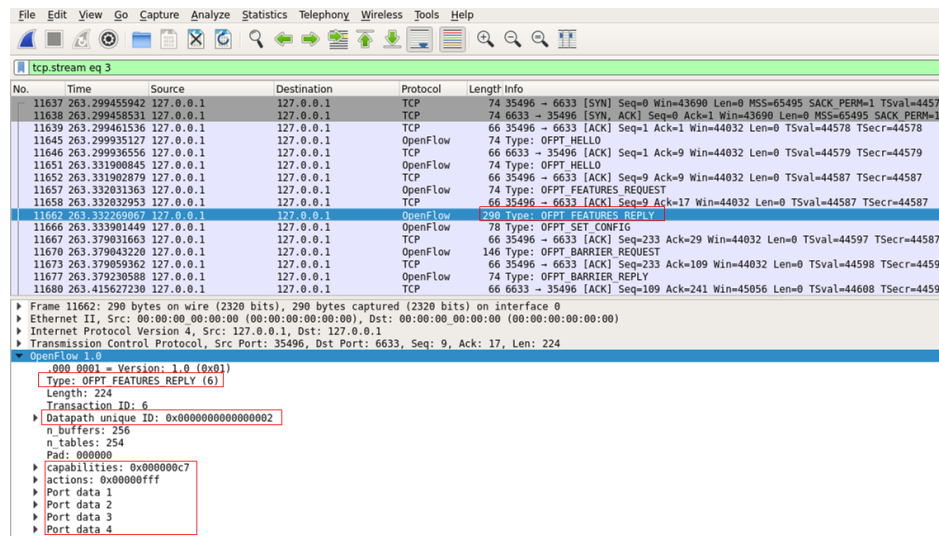 File Edit View Go Capture Analyze Statistics Telephony Wireless Tools Help
tcp.stream eq 3
No. Time Source Destination Protocol Length Info
11637 263.299455942 127.0.0.1 127.0.0.1 TCP 74 35496 → 6633 [SYN] Seq=0 Win=43690 Len=0 MSS=65495 SACK_PERM=1 TSval=4457
11638 263.299458531 127.0.0.1 127.0.0.1 TCP 74 6633 → 35496 [SYN, ACK] Seq=0 Ack=1 Win=43690 Len=0 MSS=65495 SACK_PERM=1
11639 263.299461536 127.0.0.1 127.0.0.1 TCP 66 35496 → 6633 [ACK] Seq=1 Ack=1 Win=44032 Len=0 TSval=44578 TSecr=44578
11645 263.299935127 127.0.0.1 127.0.0.1 OpenFlow 74 Type: OFPT_HELLO
11646 263.299936556 127.0.0.1 127.0.0.1 TCP 66 6633 → 35496 [ACK] Seq=1 Ack=9 Win=44032 Len=0 TSval=44579 TSecr=44579
11651 263.331900845 127.0.0.1 127.0.0.1 OpenFlow 74 Type: OFPT_HELLO
11652 263.331902879 127.0.0.1 127.0.0.1 TCP 66 35496 → 6633 [ACK] Seq=9 Ack=9 Win=44032 Len=0 TSval=44587 TSecr=44587
11657 263.332031363 127.0.0.1 127.0.0.1 OpenFlow 74 Type: OFPT_FEATURES_REQUEST
11658 263.332032953 127.0.0.1 127.0.0.1 TCP 66 35496 → 6633 [ACK] Seq=9 Ack=17 Win=44032 Len=0 TSval=44587 TSecr=44587
11662 263.332269067 127.0.0.1 127.0.0.1 OpenFlow 290 Type: OFPT_FEATURES_REPLY
11666 263.333901449 127.0.0.1 127.0.0.1 OpenFlow 78 Type: OFPT_SET_CONFIG
11667 263.379031663 127.0.0.1 127.0.0.1 TCP 66 35496 → 6633 [ACK] Seq=233 Ack=29 Win=44032 Len=0 TSval=44597 TSecr=44587
11670 263.379043220 127.0.0.1 127.0.0.1 OpenFlow 146 Type: OFPT_BARRIER_REQUEST
11673 263.379059362 127.0.0.1 127.0.0.1 TCP 66 35496 → 6633 [ACK] Seq=233 Ack=109 Win=44032 Len=0 TSval=44598 TSecr=4459
11677 263.379230588 127.0.0.1 127.0.0.1 OpenFlow 74 Type: OFPT_BARRIER_REPLY
11680 263.415627230 127.0.0.1 127.0.0.1 TCP 66 6633 → 35496 [ACK] Seq=109 Ack=241 Win=45056 Len=0 TSval=44608 TSecr=4459
Frame 11662: 290 bytes on wire (2320 bits), 290 bytes captured (2320 bits) on interface 0
Ethernet II, Src: 00:00:00_00:00:00 (00:00:00:00:00:00), Dst: 00:00:00_00:00:00 (00:00:00:00:00:00)
Internet Protocol Version 4, Src: 127.0.0.1, Dst: 127.0.0.1
Transmission Control Protocol, Src Port: 35496, Dst Port: 6633, Seq: 9, Ack: 17, Len: 224
OpenFlow 1.0
.000 0001 = Version: 1.0 (0x01)
Type: OFPT_FEATURES_REPLY (6)
Length: 224
Transaction ID: 6
Datapath unique ID: 0x0000000000000002
n_buffers: 256
n_tables: 254
Pad: 000000
capabilities: 0x000000c7
actions: 0x00000fff
Port data 1
Port data 2
Port data 3
Port data 4